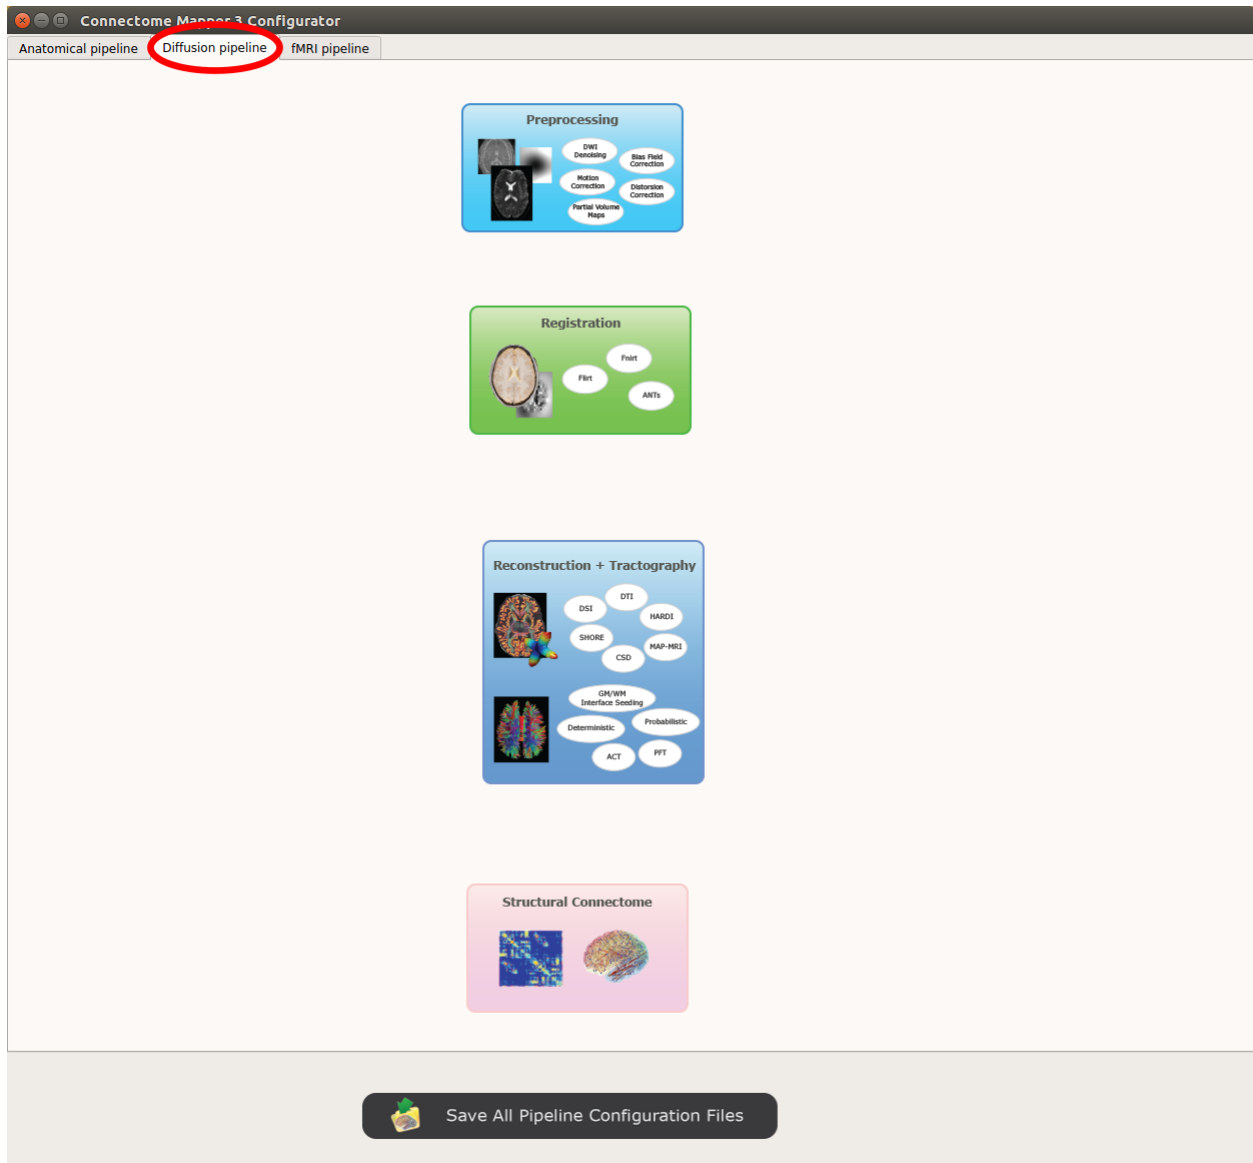 Connectome Mapper 3 Configurator
Anatomical pipeline
Diffusion pipeline
fMRI pipeline
Preprocessing
DWI
Denoising
Bias Field
Correction
Motion
Correction
Distorsion
Correction
Partial Volume
Maps
Registration
Fnirt
Flirt
ANTs
Reconstruction + Tractography
DTI
DSI
HARDI
SHORE
MAP-MRI
CSD
GM/WM
Interface Seeding
Probabilistic
Deterministic
ACT
PFT
Structural Connectome
Save All Pipeline Configuration Files